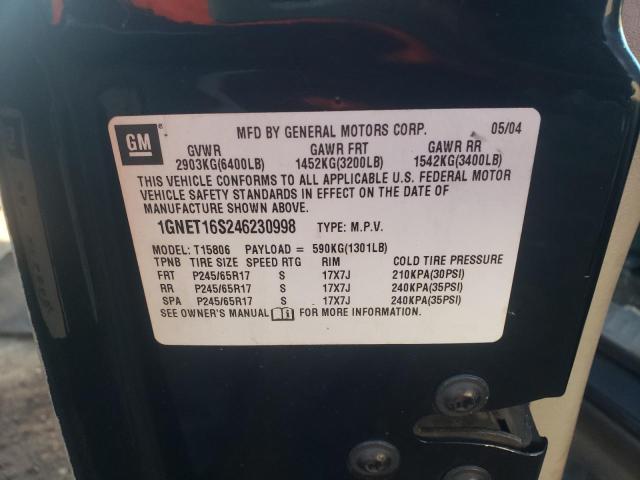 GM
MFD BY GENERAL MOTORS CORP. 05/04
GVWR GAWR FRT GAWR RR
2903KG(6400LB) 1452KG(3200LB) 1542KG(3400LB)
THIS VEHICLE CONFORMS TO ALL APPLICABLE U.S. FEDERAL MOTOR
VEHICLE SAFETY STANDARDS IN EFFECT ON THE DATE OF
MANUFACTURE SHOWN ABOVE.
1GNET16S246230998 TYPE: M.P.V.
MODEL: T15806 PAYLOAD = 590KG(1301LB)
TPNB TIRE SIZE SPEED RTG RIM COLD TIRE PRESSURE
FRT P245/65R17 S 17X7J 210KPA(30PSI)
RR P245/65R17 S 17X7J 240KPA(35PSI)
SPA P245/65R17 S 17X7J 240KPA(35PSI)
SEE OWNER'S MANUAL FOR MORE INFORMATION.